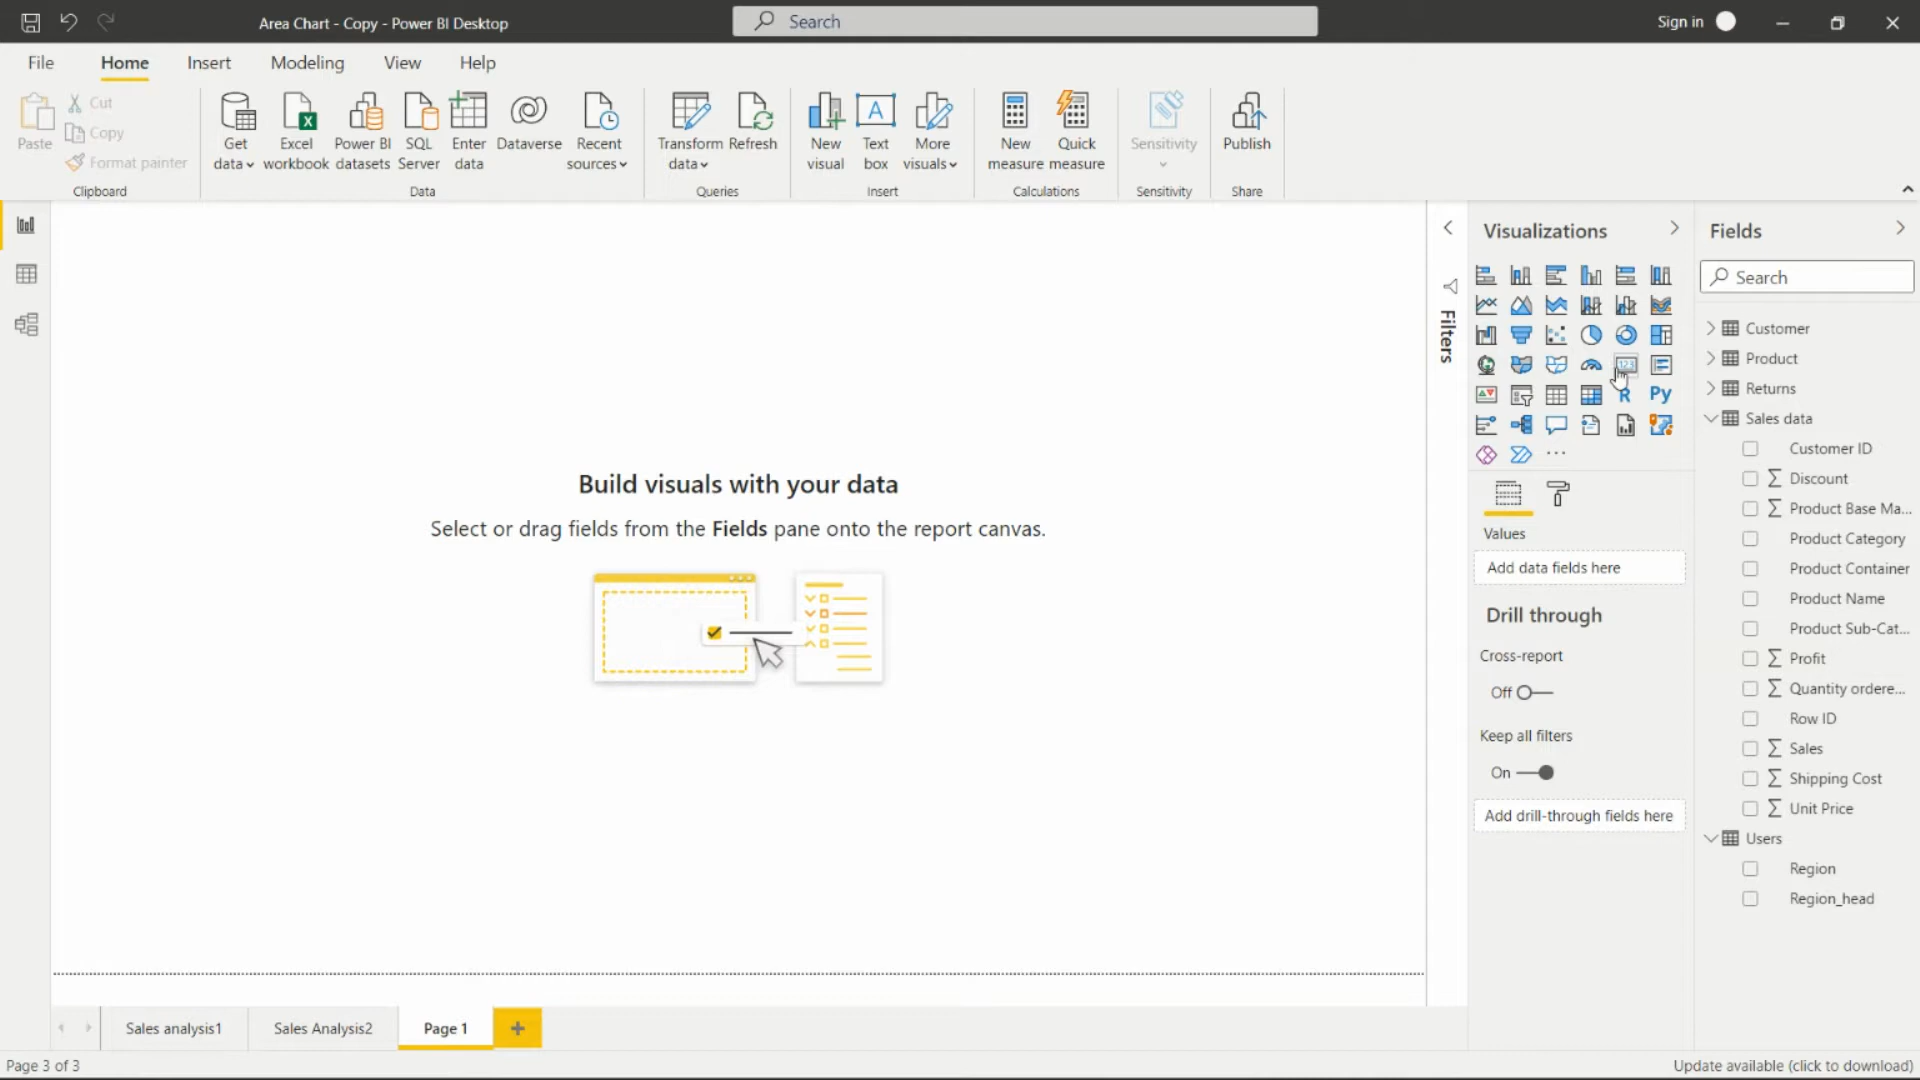 Area Chart - Copy - Power BI Desktop
Search
Sign in
File
Home
Insert
Modeling
View
Help
Paste
Cut
Copy
Format painter
Clipboard
Get data
Excel workbook
Power BI datasets
SQL Server
Enter data
Dataverse
Recent sources
Data
Transform data
Refresh
Queries
New visual
A
Text box
More visuals
Insert
New measure
Quick measure
Calculations
Sensitivity
Sensitivity
Publish
Share
Build visuals with your data
Select or drag fields from the Fields pane onto the report canvas.
Filters
Visualizations
123
R
Py
Values
Add data fields here
Drill through
Cross-report
Off
Keep all filters
On
Add drill-through fields here
Fields
Search
Customer
Product
Returns
Sales data
Customer ID
Discount
Product Base Ma...
Product Category
Product Container
Product Name
Product Sub-Cat...
Profit
Quantity ordere...
Row ID
Sales
Shipping Cost
Unit Price
Users
Region
Region_head
Sales analysis1
Sales Analysis2
Page 1
Page 3 of 3
Update available (click to download)